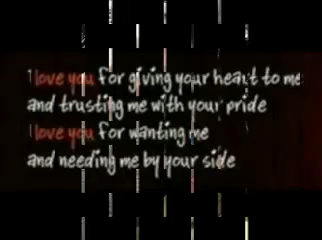 I love you for giving your heart to me
and trusting me with your pride
I love you for wanting me
and needing me by your side